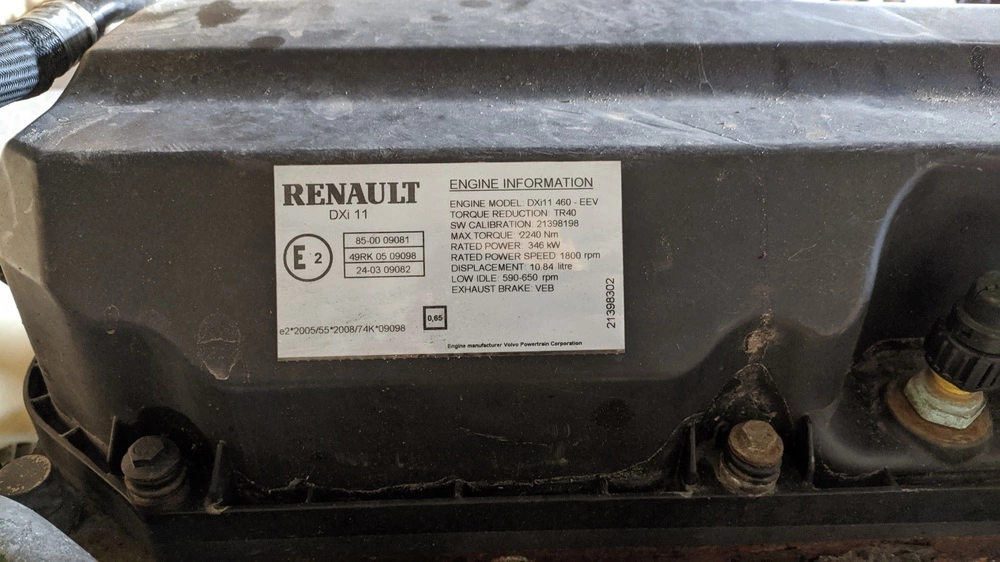 RENAULT
DXi 11
E 2
85-00 09081
49RK 05 09098
24-03 09082
0,65
e2*2005/55*2008/74K*09098
ENGINE INFORMATION
ENGINE MODEL: DXi11 460 - EEV
TORQUE REDUCTION: TR40
SW CALIBRATION: 21398198
MAX TORQUE: 2240 Nm
RATED POWER: 346 kW
RATED POWER SPEED: 1800 rpm
DISPLACEMENT: 10.84 litre
LOW IDLE: 590-650 rpm
EXHAUST BRAKE: VEB
21398302
Engine manufacturer Volvo Powertrain Corporation